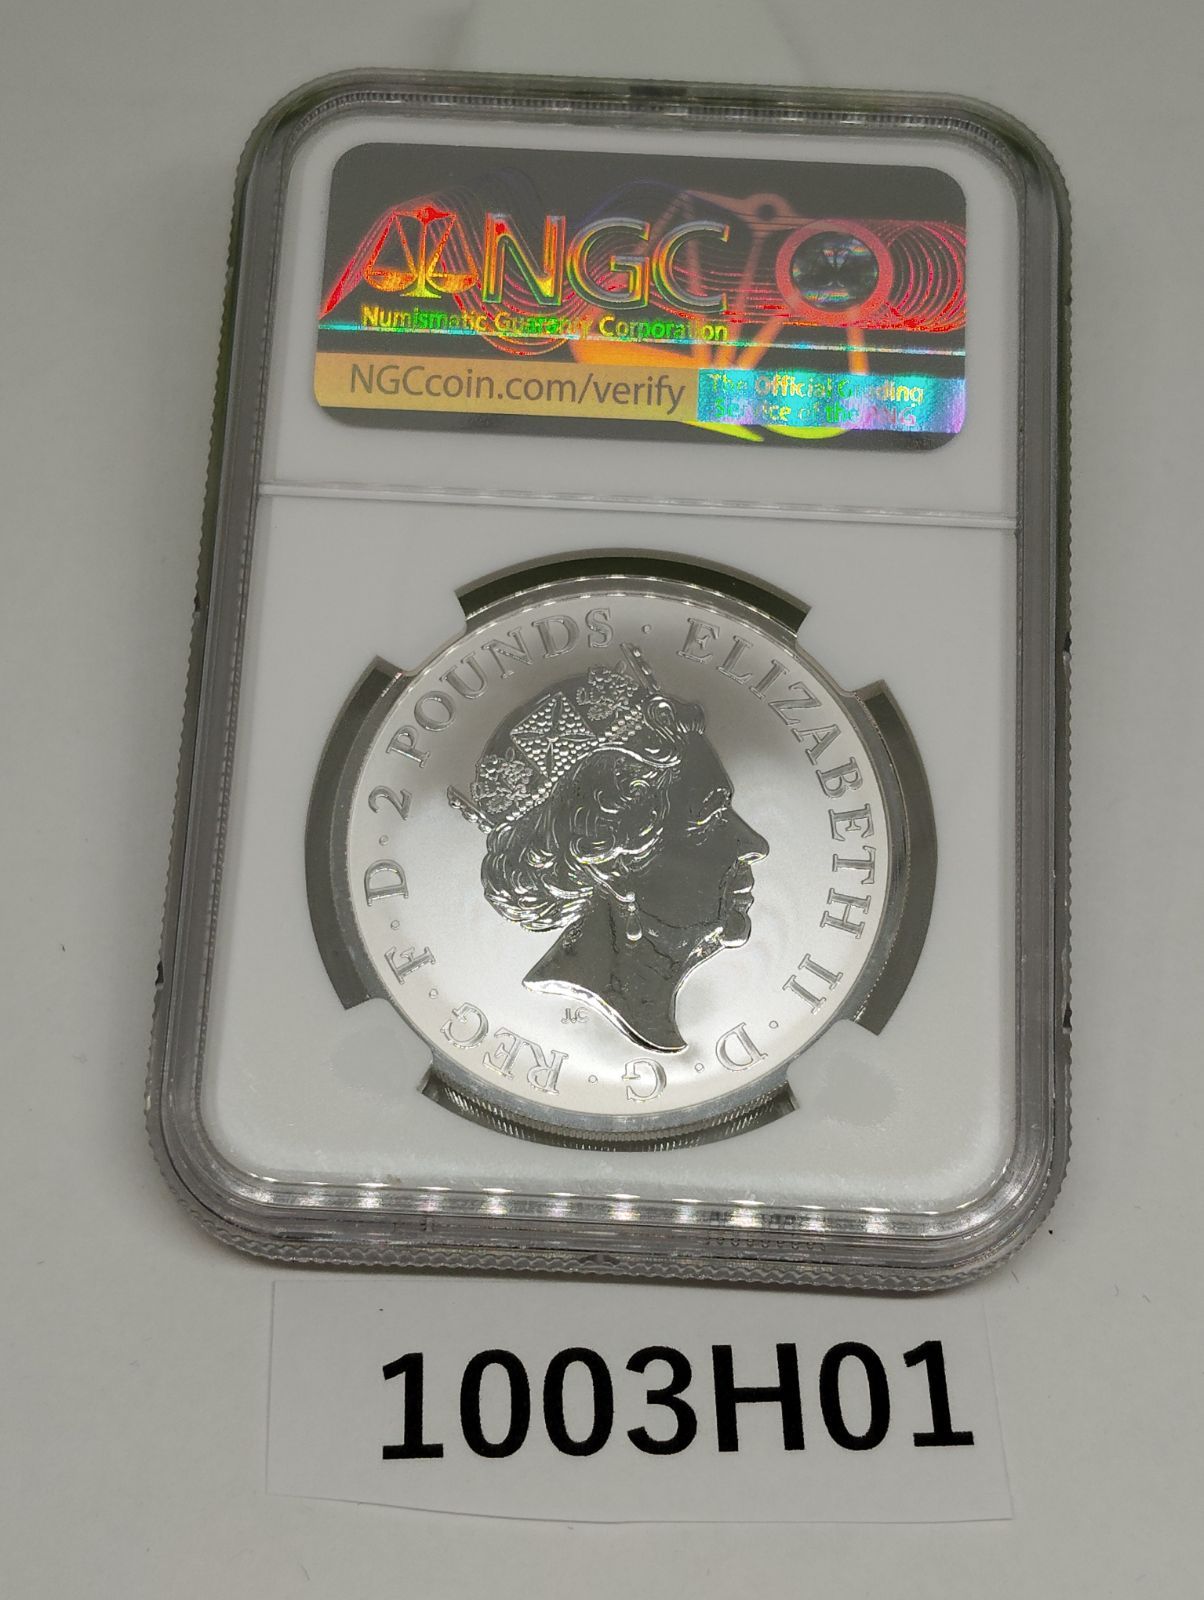 NGC
Numismatic Guaranty Corporation
NGCcoin.com/verify
The Official Grading
Service of the PNG
ELIZABETH II · D · G · REG · F · D · 2 POUNDS ·
JC
1003H01